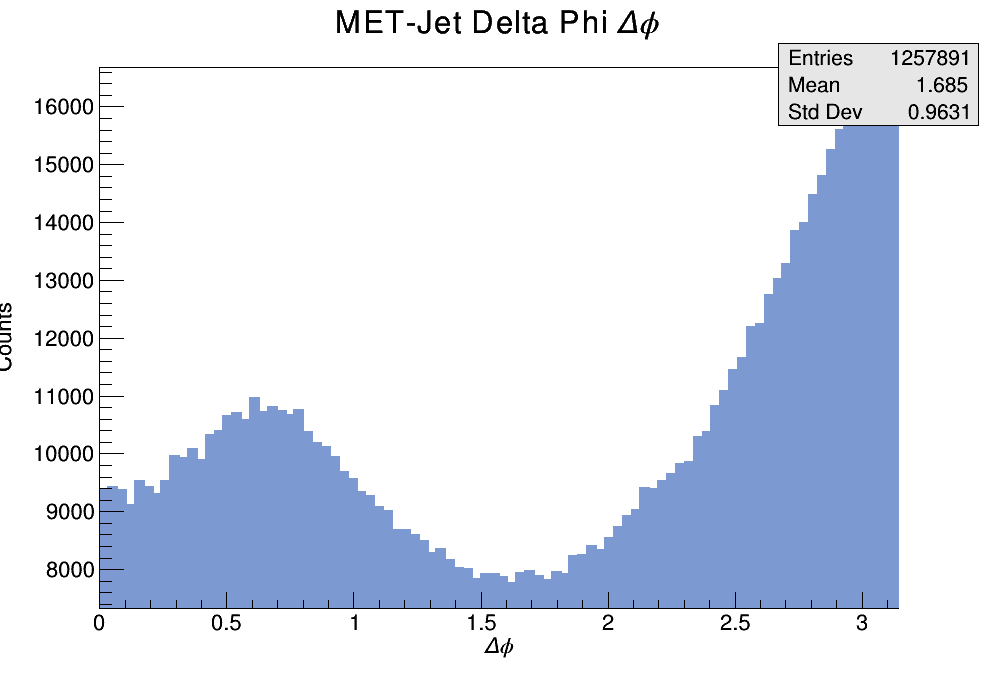 MET-Jet Delta Phi Δϕ
Entries 1257891
Mean 1.685
Std Dev 0.9631
16000
15000
14000
13000
12000
11000
10000
9000
8000
Counts
0 0.5 1 1.5 2 2.5 3
Δϕ